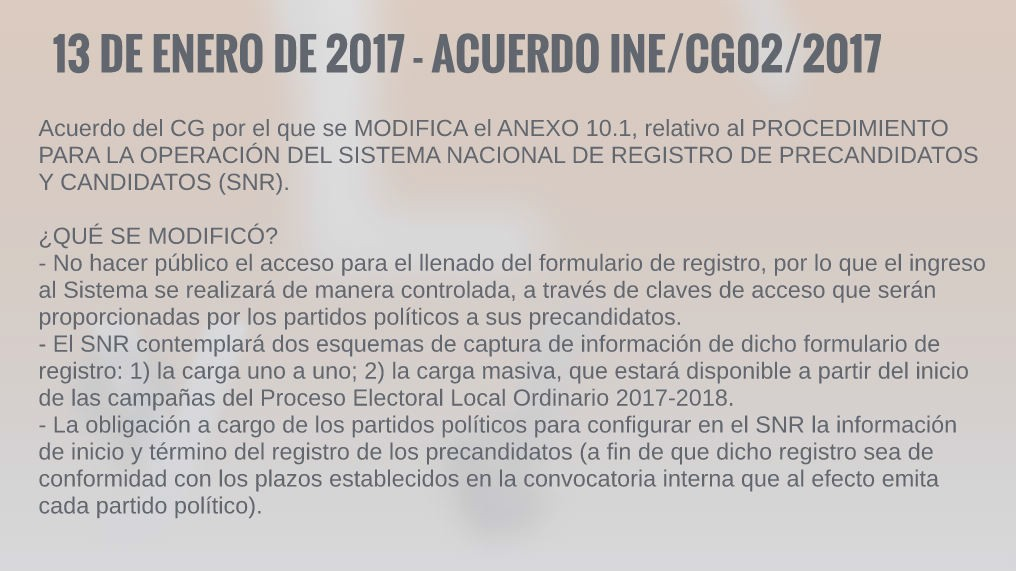 13 DE ENERO DE 2017 - ACUERDO INE/CG02/2017
Acuerdo del CG por el que se MODIFICA el ANEXO 10.1, relativo al PROCEDIMIENTO
PARA LA OPERACIÓN DEL SISTEMA NACIONAL DE REGISTRO DE PRECANDIDATOS
Y CANDIDATOS (SNR).
¿QUÉ SE MODIFICÓ?
- No hacer público el acceso para el llenado del formulario de registro, por lo que el ingreso
al Sistema se realizará de manera controlada, a través de claves de acceso que serán
proporcionadas por los partidos políticos a sus precandidatos.
- El SNR contemplará dos esquemas de captura de información de dicho formulario de
registro: 1) la carga uno a uno; 2) la carga masiva, que estará disponible a partir del inicio
de las campañas del Proceso Electoral Local Ordinario 2017-2018.
- La obligación a cargo de los partidos políticos para configurar en el SNR la información
de inicio y término del registro de los precandidatos (a fin de que dicho registro sea de
conformidad con los plazos establecidos en la convocatoria interna que al efecto emita
cada partido político).